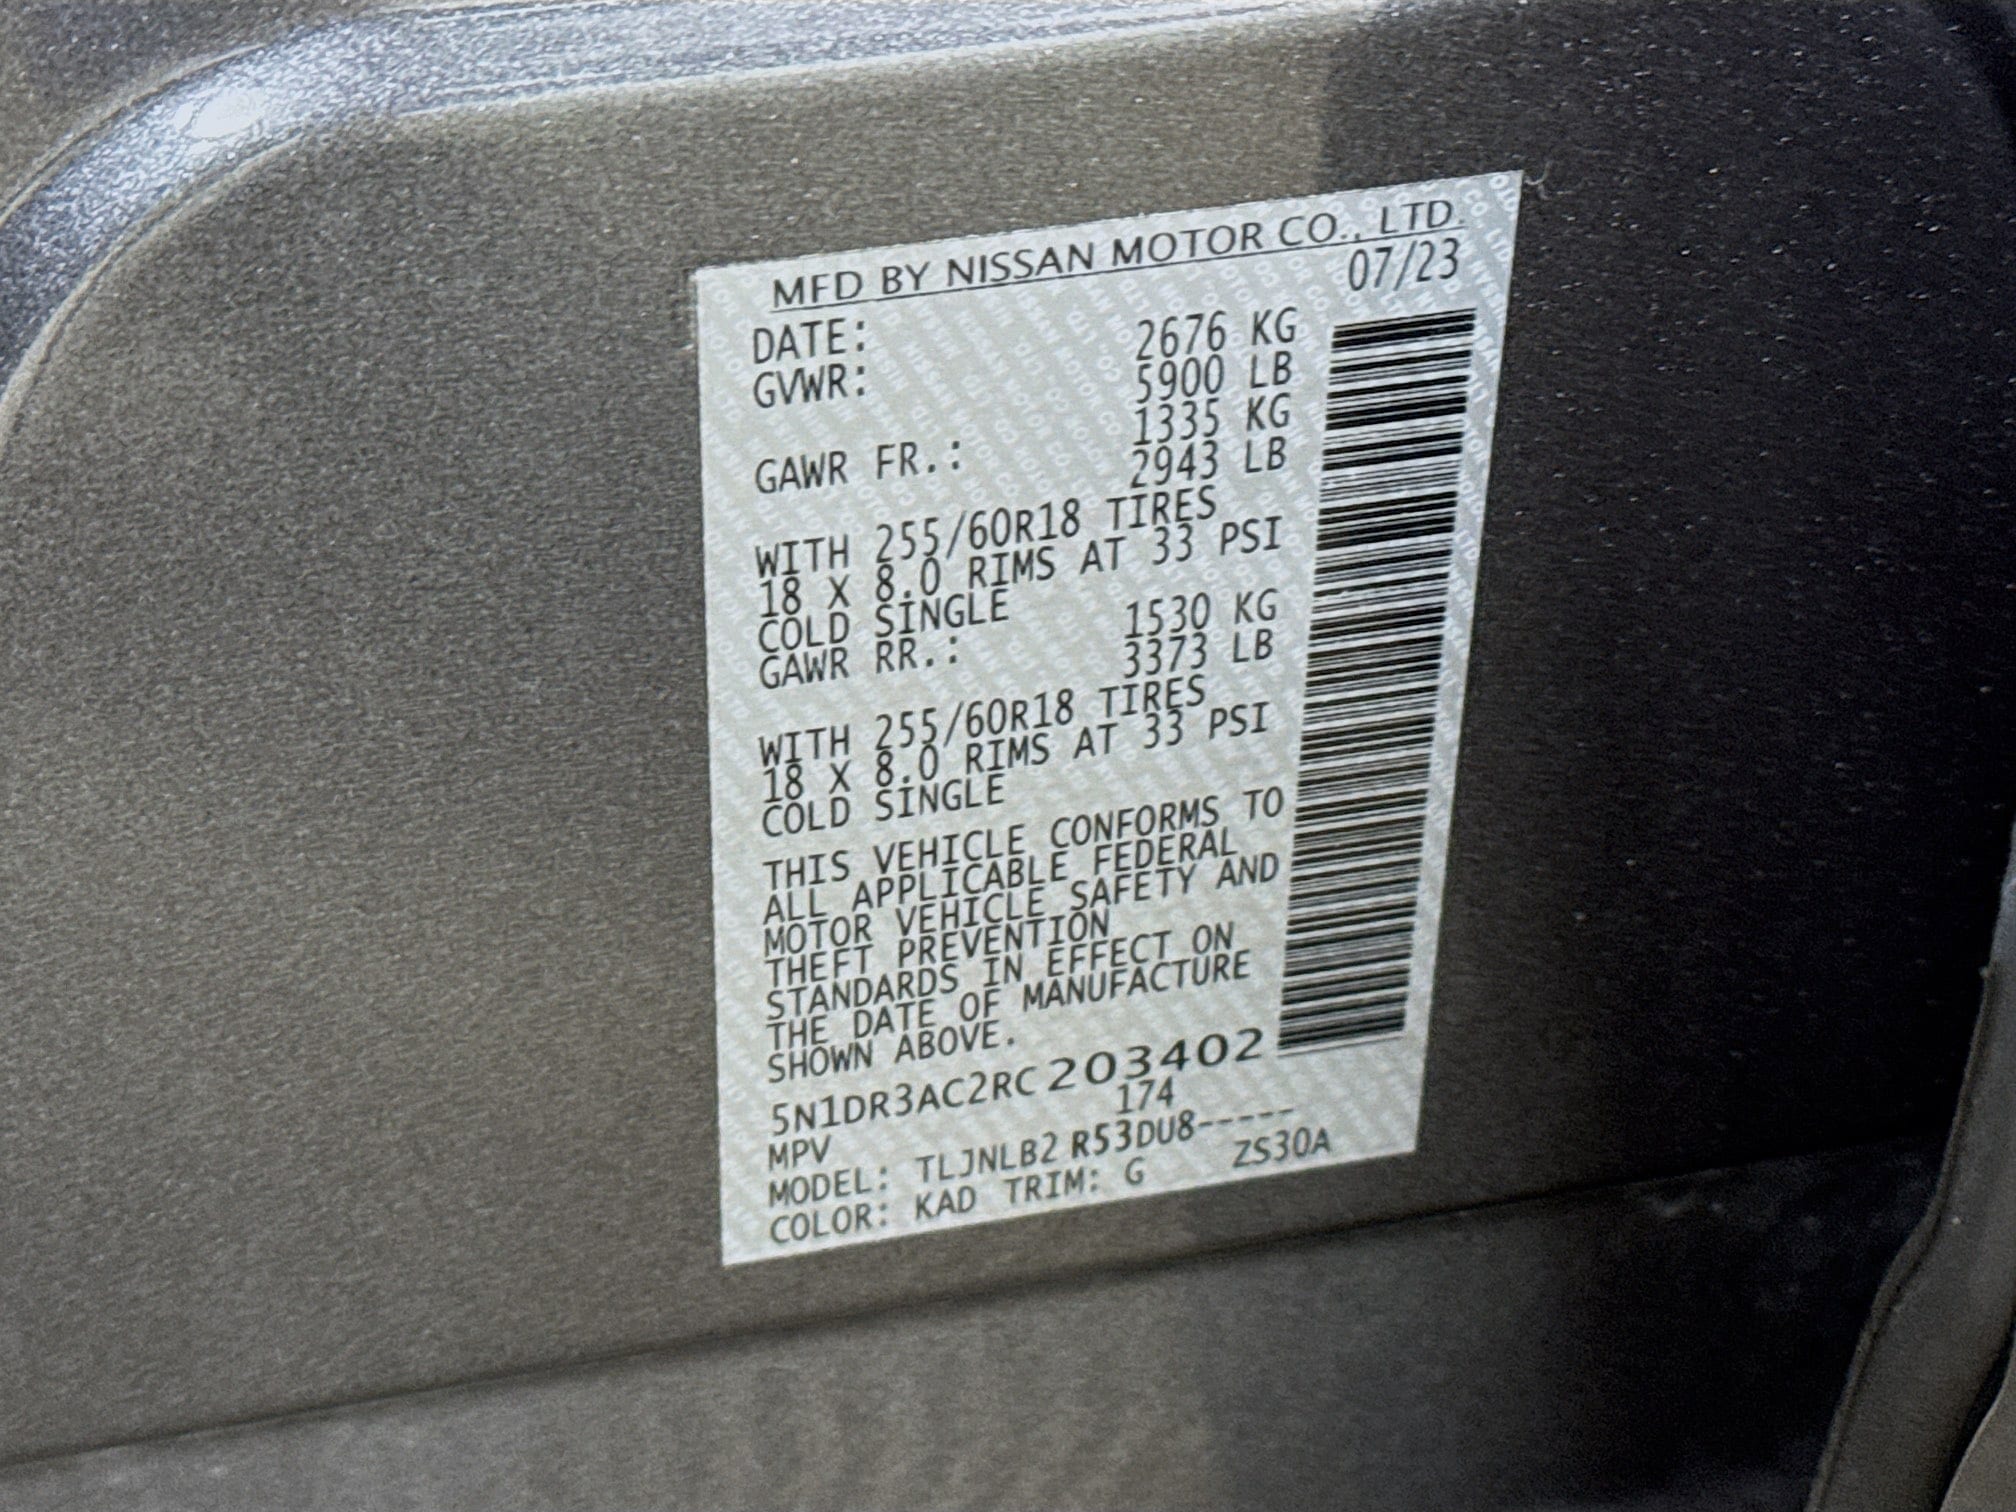 MFD BY NISSAN MOTOR CO., LTD.
DATE: 07/23
GVWR: 2676 KG
5900 LB
GAWR FR.: 1335 KG
2943 LB
WITH 255/60R18 TIRES
18 X 8.0 RIMS AT 33 PSI
COLD SINGLE
GAWR RR.: 1530 KG
3373 LB
WITH 255/60R18 TIRES
18 X 8.0 RIMS AT 33 PSI
COLD SINGLE
THIS VEHICLE CONFORMS TO
ALL APPLICABLE FEDERAL
MOTOR VEHICLE SAFETY AND
THEFT PREVENTION
STANDARDS IN EFFECT ON
THE DATE OF MANUFACTURE
SHOWN ABOVE.
5N1DR3AC2RC203402
MPV 174
MODEL: TLJNLB2 R53DU8-----
COLOR: KAD TRIM: G ZS30A